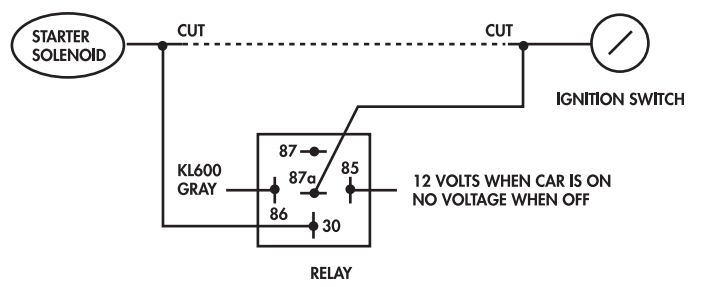 CUT
CUT
STARTER
SOLENOID
IGNITION SWITCH
87
KL600
GRAY
87a
85
12 VOLTS WHEN CAR IS ON
NO VOLTAGE WHEN OFF
86
30
RELAY